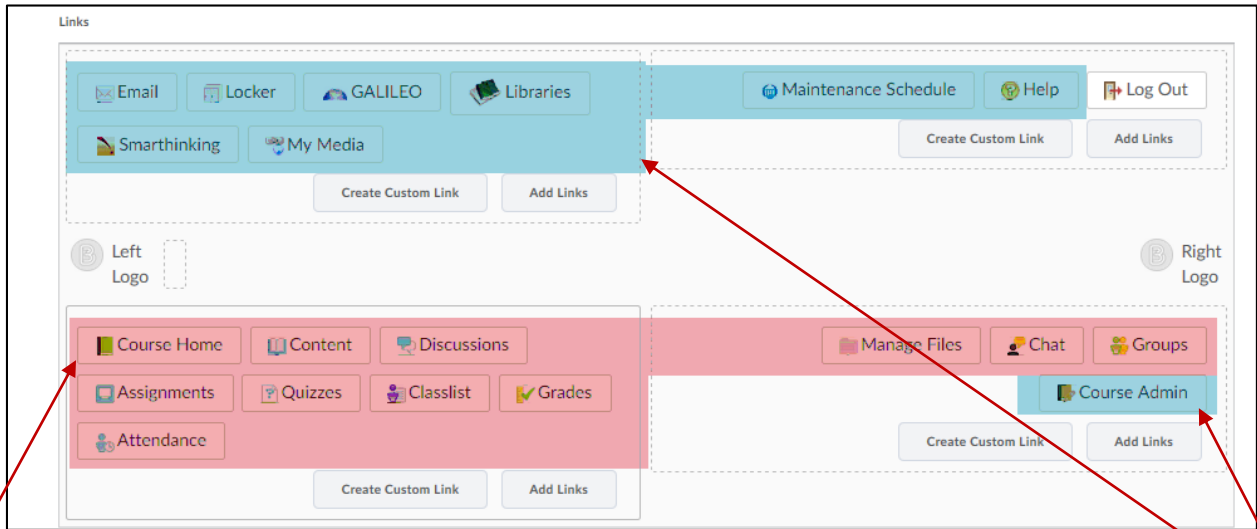 Links
Email Locker GALILEO Libraries
Smarthinking My Media
Create Custom Link Add Links
Maintenance Schedule Help Log Out
Create Custom Link Add Links
Left
Logo
Right
Logo
Course Home Content Discussions
Assignments Quizzes Classlist Grades
Attendance
Create Custom Link Add Links
Manage Files Chat Groups
Course Admin
Create Custom Link Add Links